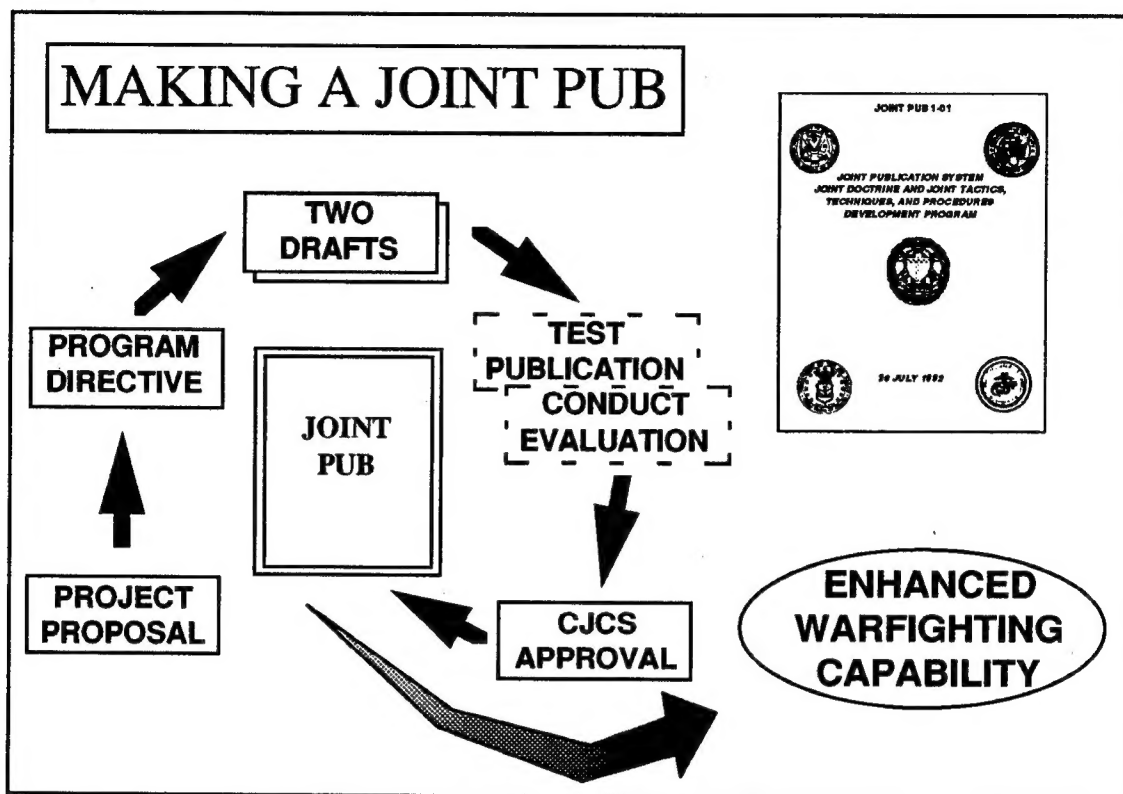 MAKING A JOINT PUB
JOINT PUB 1-01
JOINT PUBLICATION SYSTEM
JOINT DOCTRINE AND JOINT TACTICS,
TECHNIQUES, AND PROCEDURES
DEVELOPMENT PROGRAM
30 JULY 1992
TWO
DRAFTS
PROGRAM
DIRECTIVE
TEST
PUBLICATION
CONDUCT
EVALUATION
JOINT
PUB
PROJECT
PROPOSAL
CJCS
APPROVAL
ENHANCED
WARFIGHTING
CAPABILITY